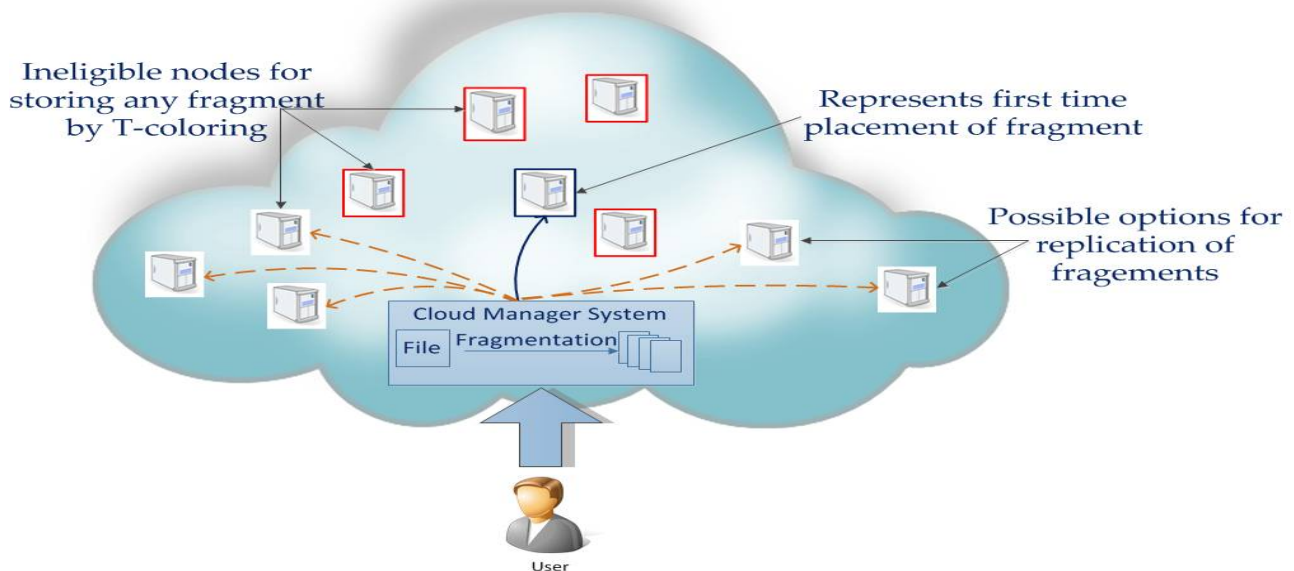 Ineligible nodes for
storing any fragment
by T-coloring
Represents first time
placement of fragment
Possible options for
replication of
fragements
Cloud Manager System
File
Fragmentation
User